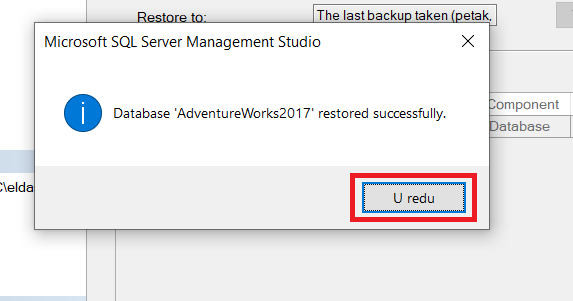 Restore to:
The last backup taken (petak,
Microsoft SQL Server Management Studio
Database 'AdventureWorks2017' restored successfully.
Component
Database
C\elda
U redu